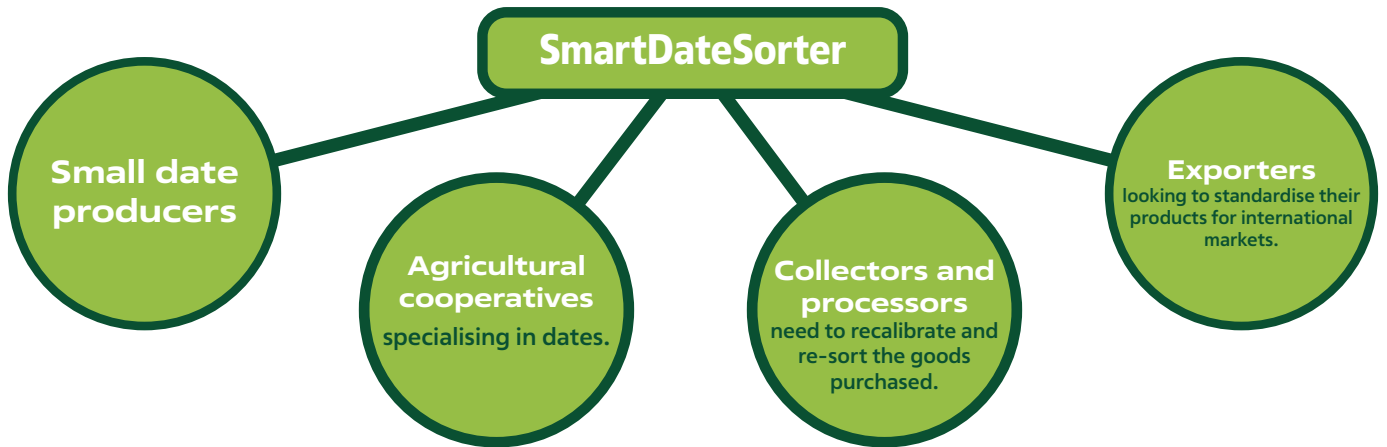 SmartDateSorter
Small date
producers
Agricultural
cooperatives
specialising in dates.
Collectors and
processors
need to recalibrate and
re-sort the goods
purchased.
Exporters
looking to standardise their
products for international
markets.